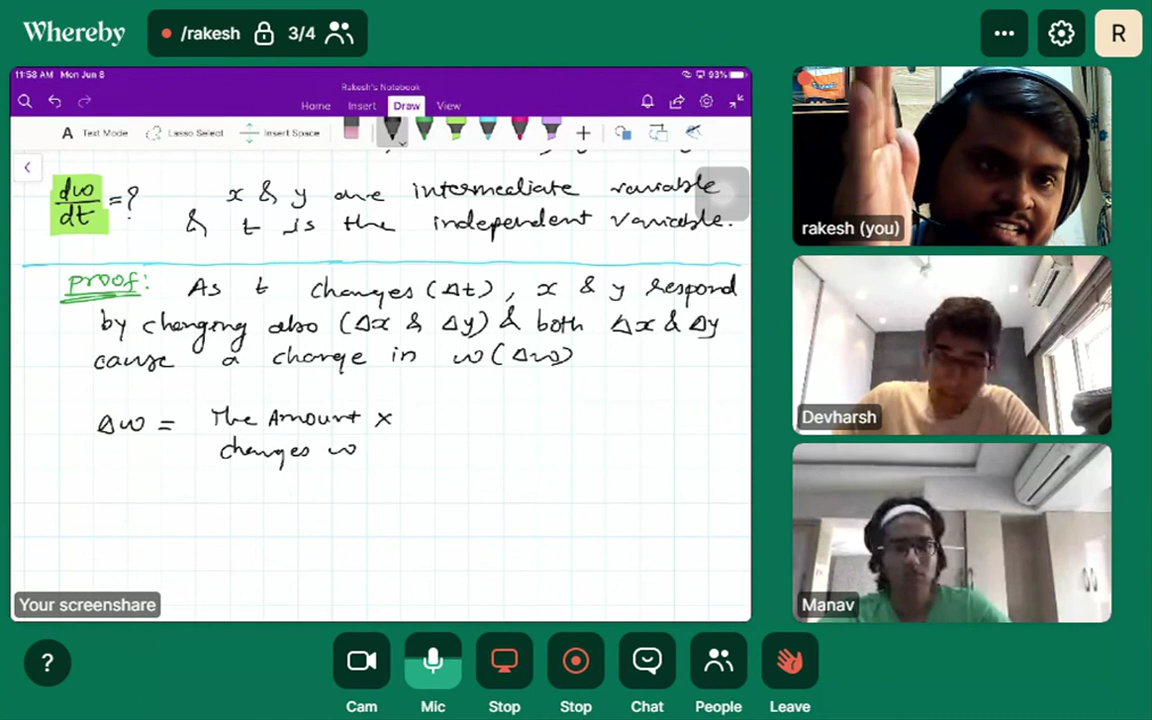 Whereby
/rakesh 3/4
R
11:58 AM Mon Jun 8
93%
Rakesh's Notebook
Home Insert Draw View
A Text Mode Lasso Select Insert Space
dw/dt = ? x & y are intermediate variable
& t is the independent variable.
Proof: As t changes (Δt), x & y respond
by changing also (Δx & Δy) & both Δx & Δy
cause a change in w (Δw)
Δw = The Amount x
changes w
Your screenshare
rakesh (you)
Devharsh
Manav
?
Cam Mic Stop Stop Chat People Leave